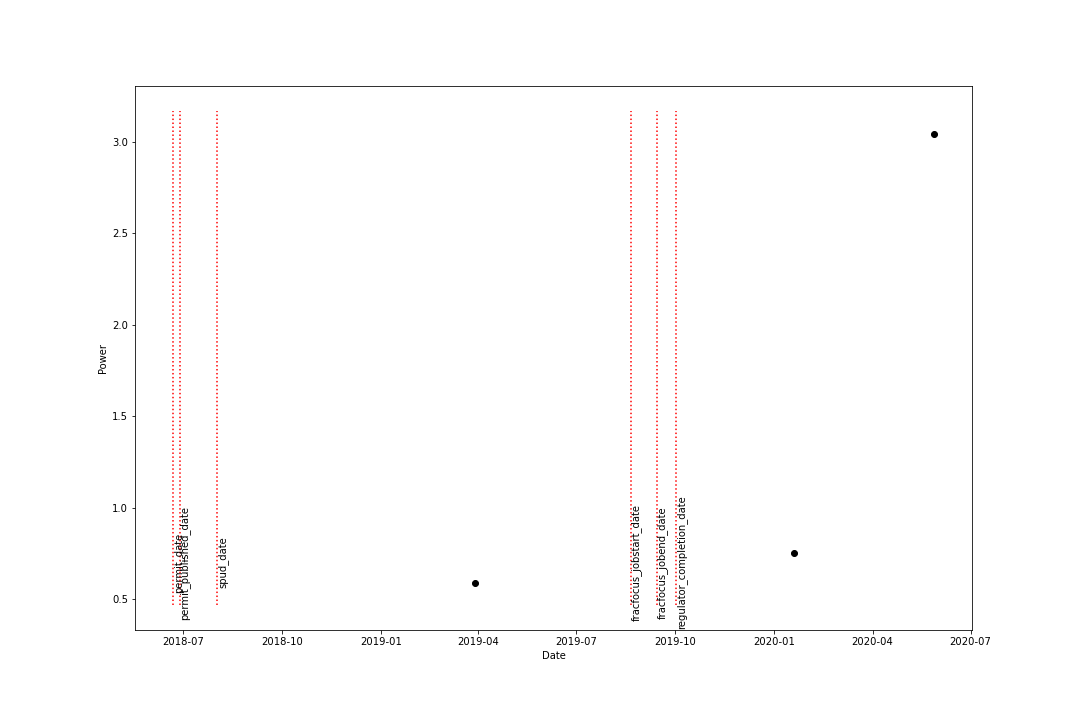 3.0
2.5
2.0
1.5
1.0
0.5
Power
permit_date
permit_published_date
spud_date
fracfocus_jobstart_date
fracfocus_jobend_date
regulator_completion_date
2018-07 2018-10 2019-01 2019-04 2019-07 2019-10 2020-01 2020-04 2020-07
Date